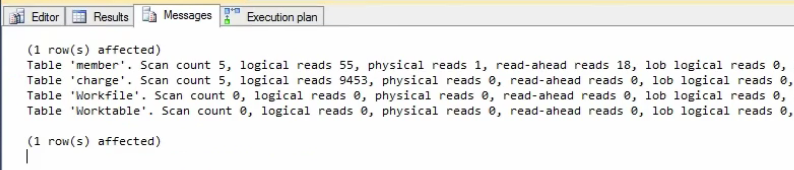 Editor Results Messages Execution plan
(1 row(s) affected)
Table 'member'. Scan count 5, logical reads 55, physical reads 1, read-ahead reads 18, lob logical reads 0,
Table 'charge'. Scan count 5, logical reads 9453, physical reads 0, read-ahead reads 0, lob logical reads 0,
Table 'Workfile'. Scan count 0, logical reads 0, physical reads 0, read-ahead reads 0, lob logical reads 0,
Table 'Worktable'. Scan count 0, logical reads 0, physical reads 0, read-ahead reads 0, lob logical reads 0,
(1 row(s) affected)